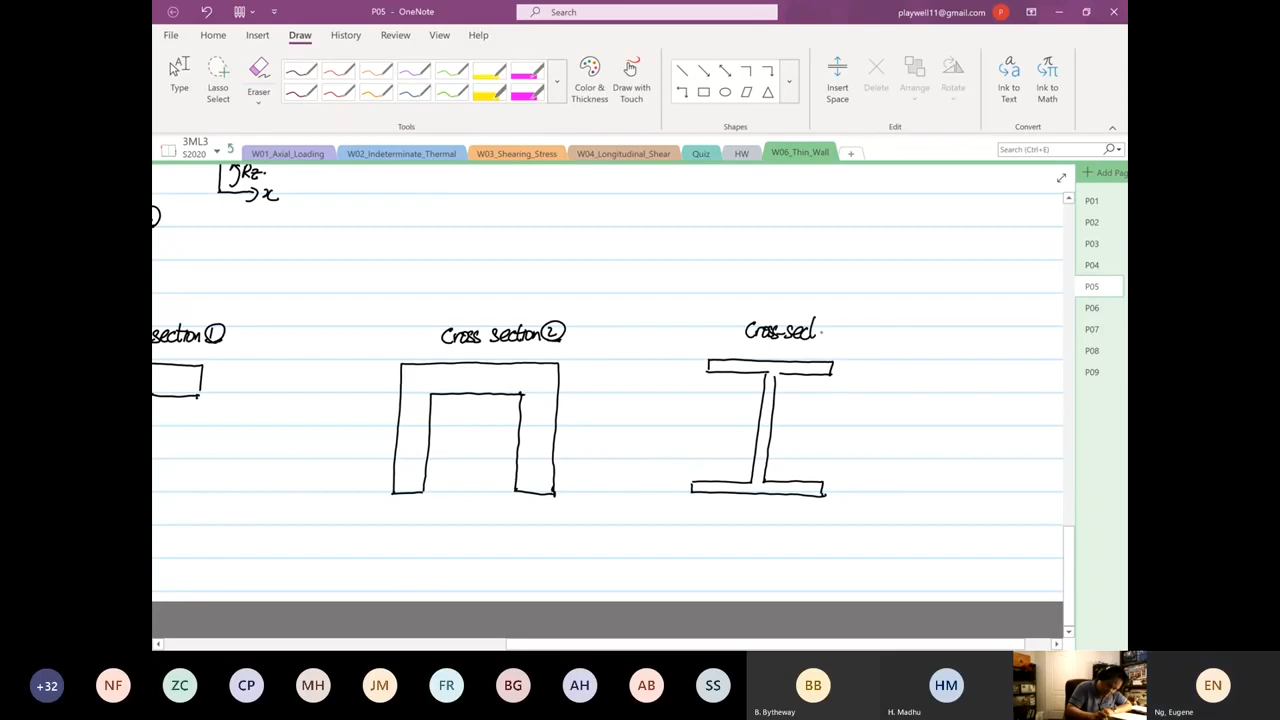 P05 - OneNote
Search
playwell11@gmail.com
P
File Home Insert Draw History Review View Help
Type
Lasso Select
Eraser
Color & Thickness
Draw with Touch
Insert Space
Delete
Arrange
Rotate
Ink to Text
Ink to Math
Tools
Shapes
Edit
Convert
3ML3 S2020
W01_Axial_Loading
W02_Indeterminate_Thermal
W03_Shearing_Stress
W04_Longitudinal_Shear
Quiz
HW
W06_Thin_Wall
Search (Ctrl+E)
Add Pag
P01
P02
P03
P04
P05
P06
P07
P08
P09
Rz.
x
section ①
Cross section ②
Cross-sect
+32
NF
ZC
CP
MH
JM
FR
BG
AH
AB
SS
BB
B. Bytheway
HM
H. Madhu
EN
Ng, Eugene